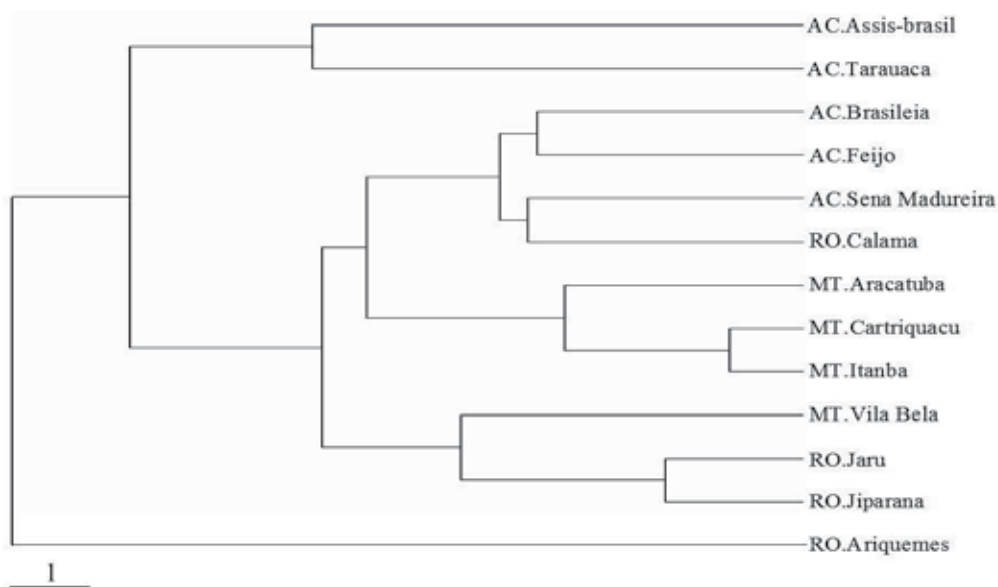 AC.Assis-brasil
AC.Tarauaca
AC.Brasileia
AC.Feijo
AC.Sena Madureira
RO.Calama
MT.Aracatuba
MT.Cartriquacu
MT.Itanba
MT.Vila Bela
RO.Jaru
RO.Jiparana
RO.Ariquemes
1